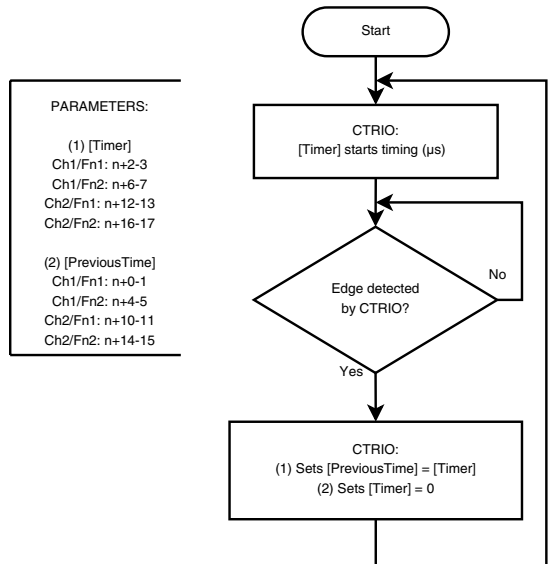 Start
PARAMETERS:
(1) [Timer]
Ch1/Fn1: n+2-3
Ch1/Fn2: n+6-7
Ch2/Fn1: n+12-13
Ch2/Fn2: n+16-17
(2) [PreviousTime]
Ch1/Fn1: n+0-1
Ch1/Fn2: n+4-5
Ch2/Fn1: n+10-11
Ch2/Fn2: n+14-15
CTRIO:
[Timer] starts timing (µs)
Edge detected
by CTRIO?
No
Yes
CTRIO:
(1) Sets [PreviousTime] = [Timer]
(2) Sets [Timer] = 0